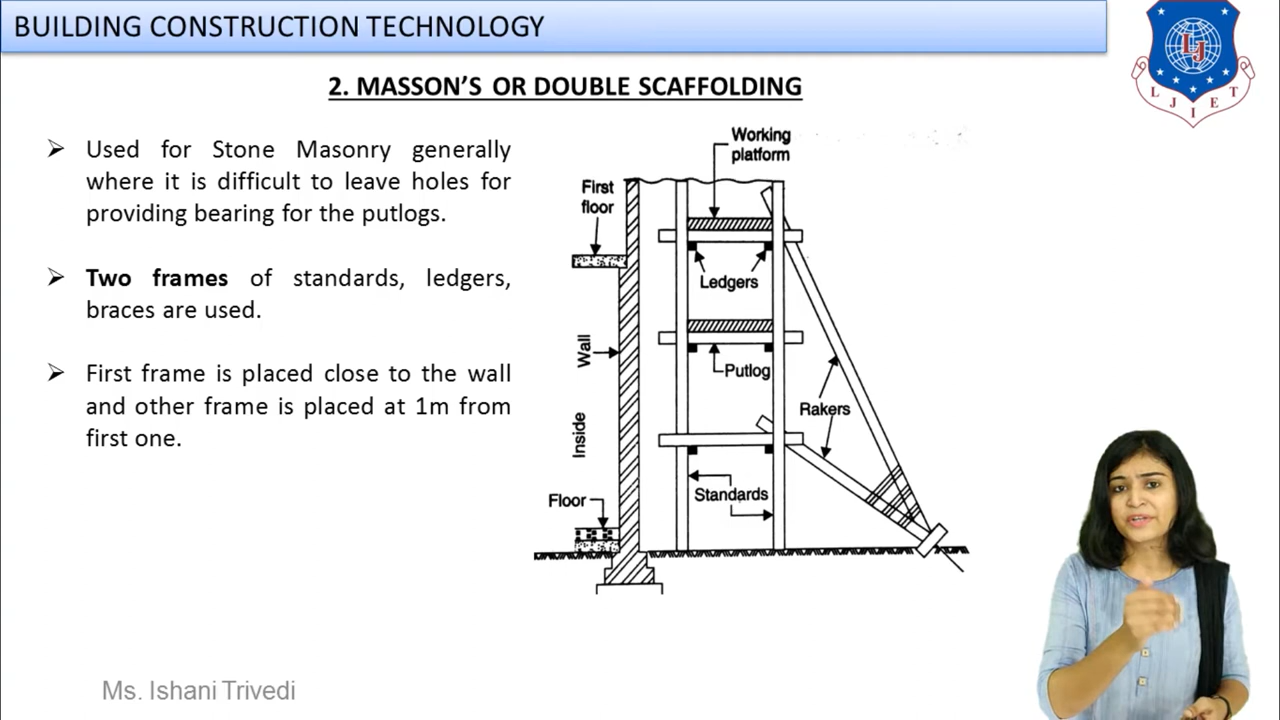 BUILDING CONSTRUCTION TECHNOLOGY
2. MASSON'S OR DOUBLE SCAFFOLDING
➢ Used for Stone Masonry generally
where it is difficult to leave holes for
providing bearing for the putlogs.
➢ Two frames of standards, ledgers,
braces are used.
➢ First frame is placed close to the wall
and other frame is placed at 1m from
first one.
Working
platform
First
floor
Ledgers
Wall
Putlog
Rakers
Inside
Standards
Floor
LJ
L J I E T
Ms. Ishani Trivedi